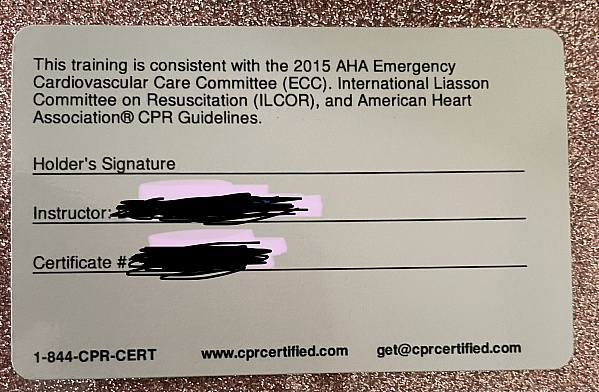 This training is consistent with the 2015 AHA Emergency
Cardiovascular Care Committee (ECC). International Liasson
Committee on Resuscitation (ILCOR), and American Heart
Association® CPR Guidelines.
Holder's Signature
Instructor:
Certificate #
1-844-CPR-CERT www.cprcertified.com get@cprcertified.com